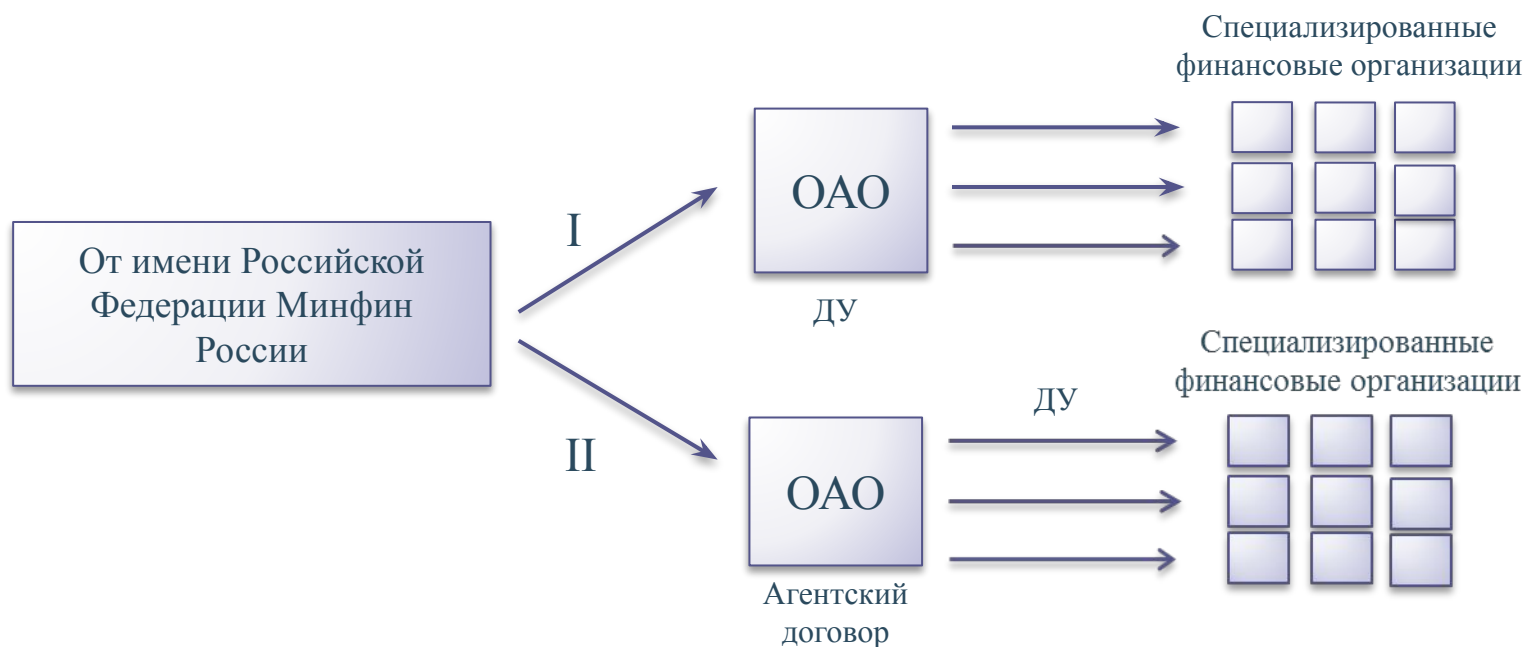 От имени Российской
Федерации Минфин
России
I
ОАО
ДУ
Специализированные
финансовые организации
II
ОАО
Агентский
договор
ДУ
Специализированные
финансовые организации